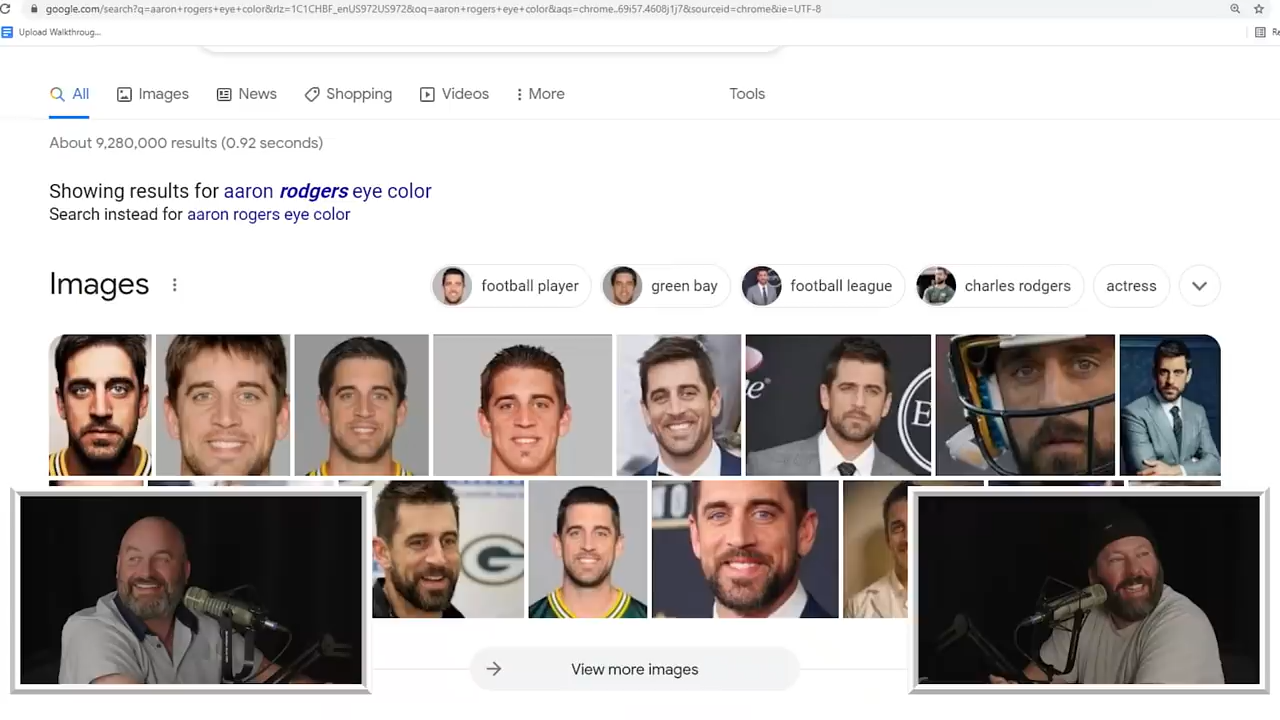 google.com/search?q=aaron+rogers+eye+color&rlz=1C1CHBF_enUS972US972&oq=aaron+rogers+eye+color&aqs=chrome..69i57.4608j1j7&sourceid=chrome&ie=UTF-8
Upload Walkthroug...
Re
All Images News Shopping Videos More Tools
About 9,280,000 results (0.92 seconds)
Showing results for aaron rodgers eye color
Search instead for aaron rogers eye color
Images
football player green bay football league charles rodgers actress
View more images